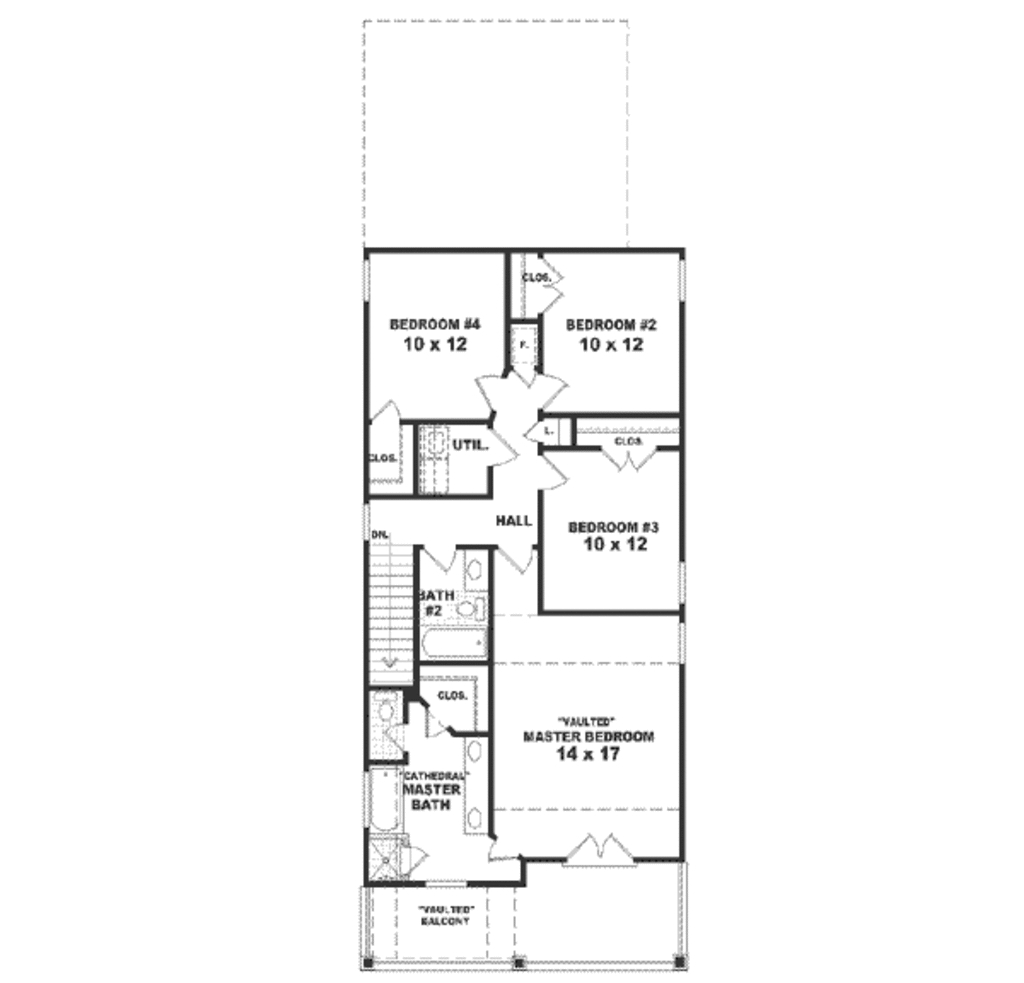 CLOS.
BEDROOM #4
10 x 12
BEDROOM #2
10 x 12
F.
L.
CLOS.
UTIL.
CLOS.
HALL
BEDROOM #3
10 x 12
DN.
BATH
#2
CLOS.
"VAULTED"
MASTER BEDROOM
14 x 17
"CATHEDRAL"
MASTER
BATH
"VAULTED"
BALCONY